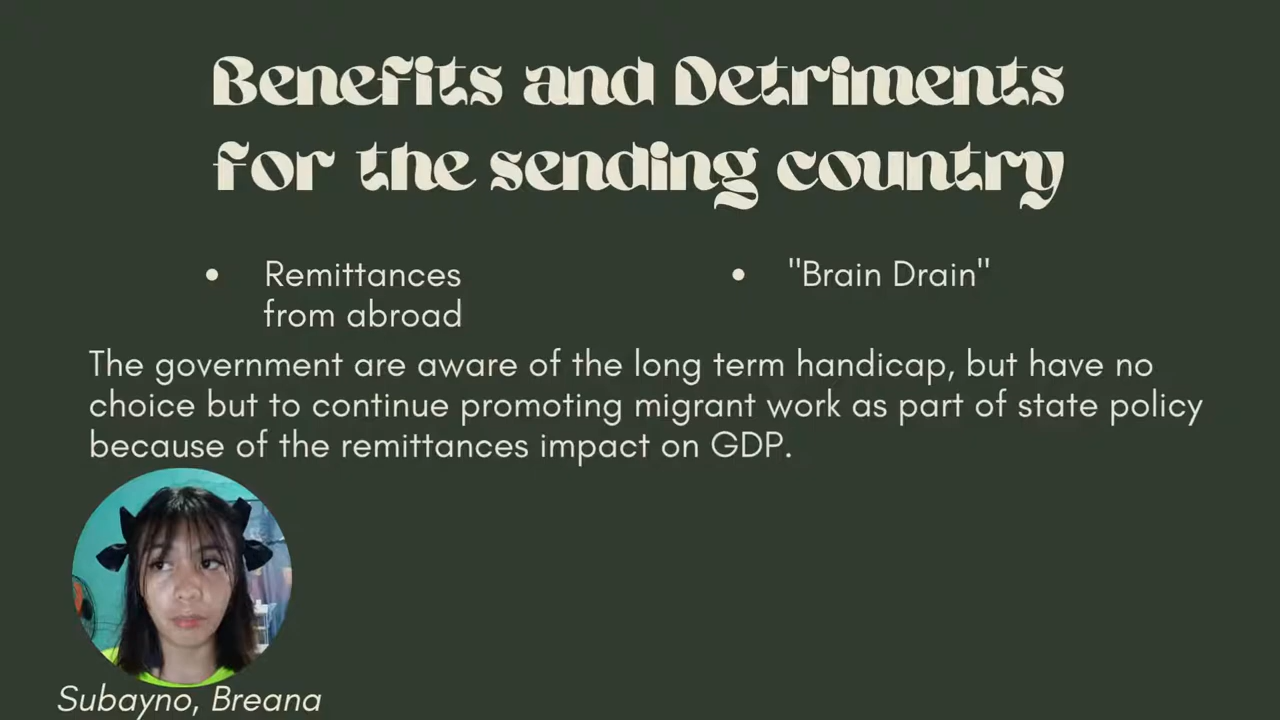 Benefits and Detriments
for the sending country
• Remittances
from abroad
• "Brain Drain"
The government are aware of the long term handicap, but have no
choice but to continue promoting migrant work as part of state policy
because of the remittances impact on GDP.
Subayno, Breana